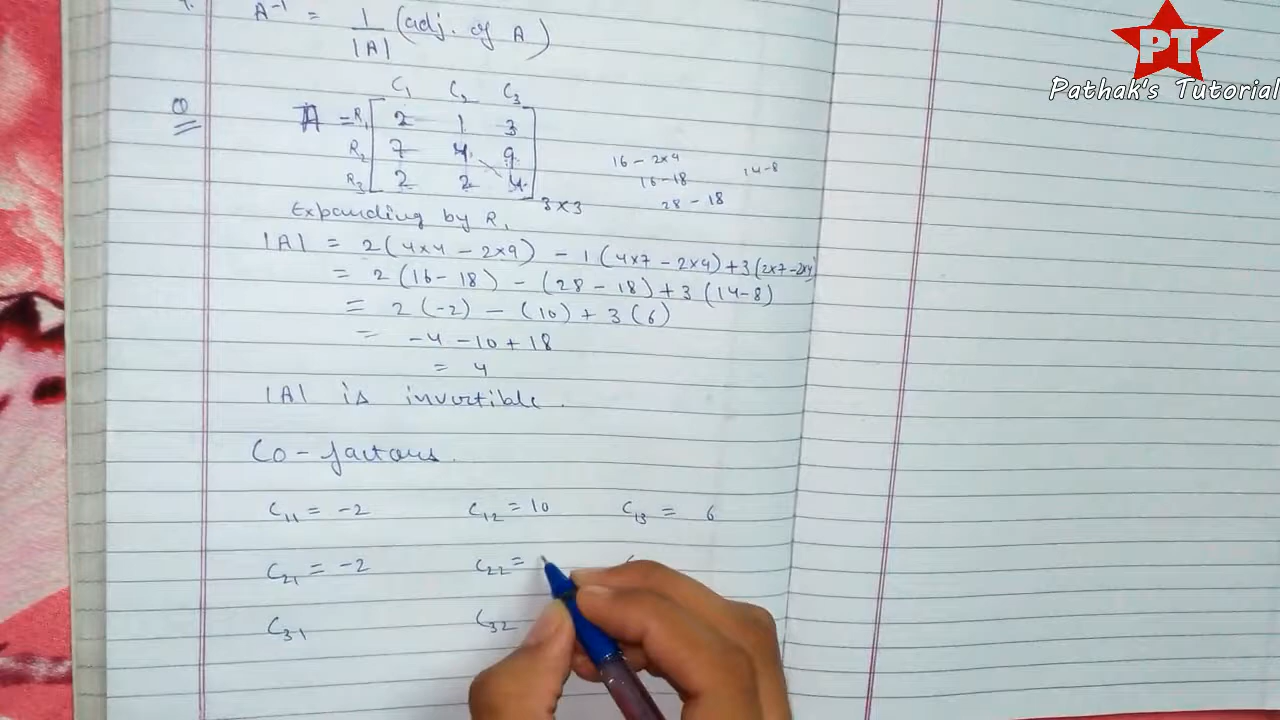 A⁻¹ = 1/|A| (adj. of A)
PT
Pathak's Tutorial
C₁ C₂ C₃
Q A = R₁ 2 1 3
R₂ 7 4 9
R₃ 2 2 4
3×3
16 - 2×9
16-18
28 - 18
14-8
Expanding by R₁
|A| = 2(4×4 - 2×9) - 1(4×7 - 2×9) + 3(2×7-2×4)
= 2(16-18) - (28-18) + 3(14-8)
= 2(-2) - (10) + 3(6)
= -4 -10 + 18
= 4
|A| is invertible.
Co-factors.
C₁₁ = -2 C₁₂ = 10 C₁₃ = 6
C₂₁ = -2 C₂₂ =
C₃₁ C₃₂